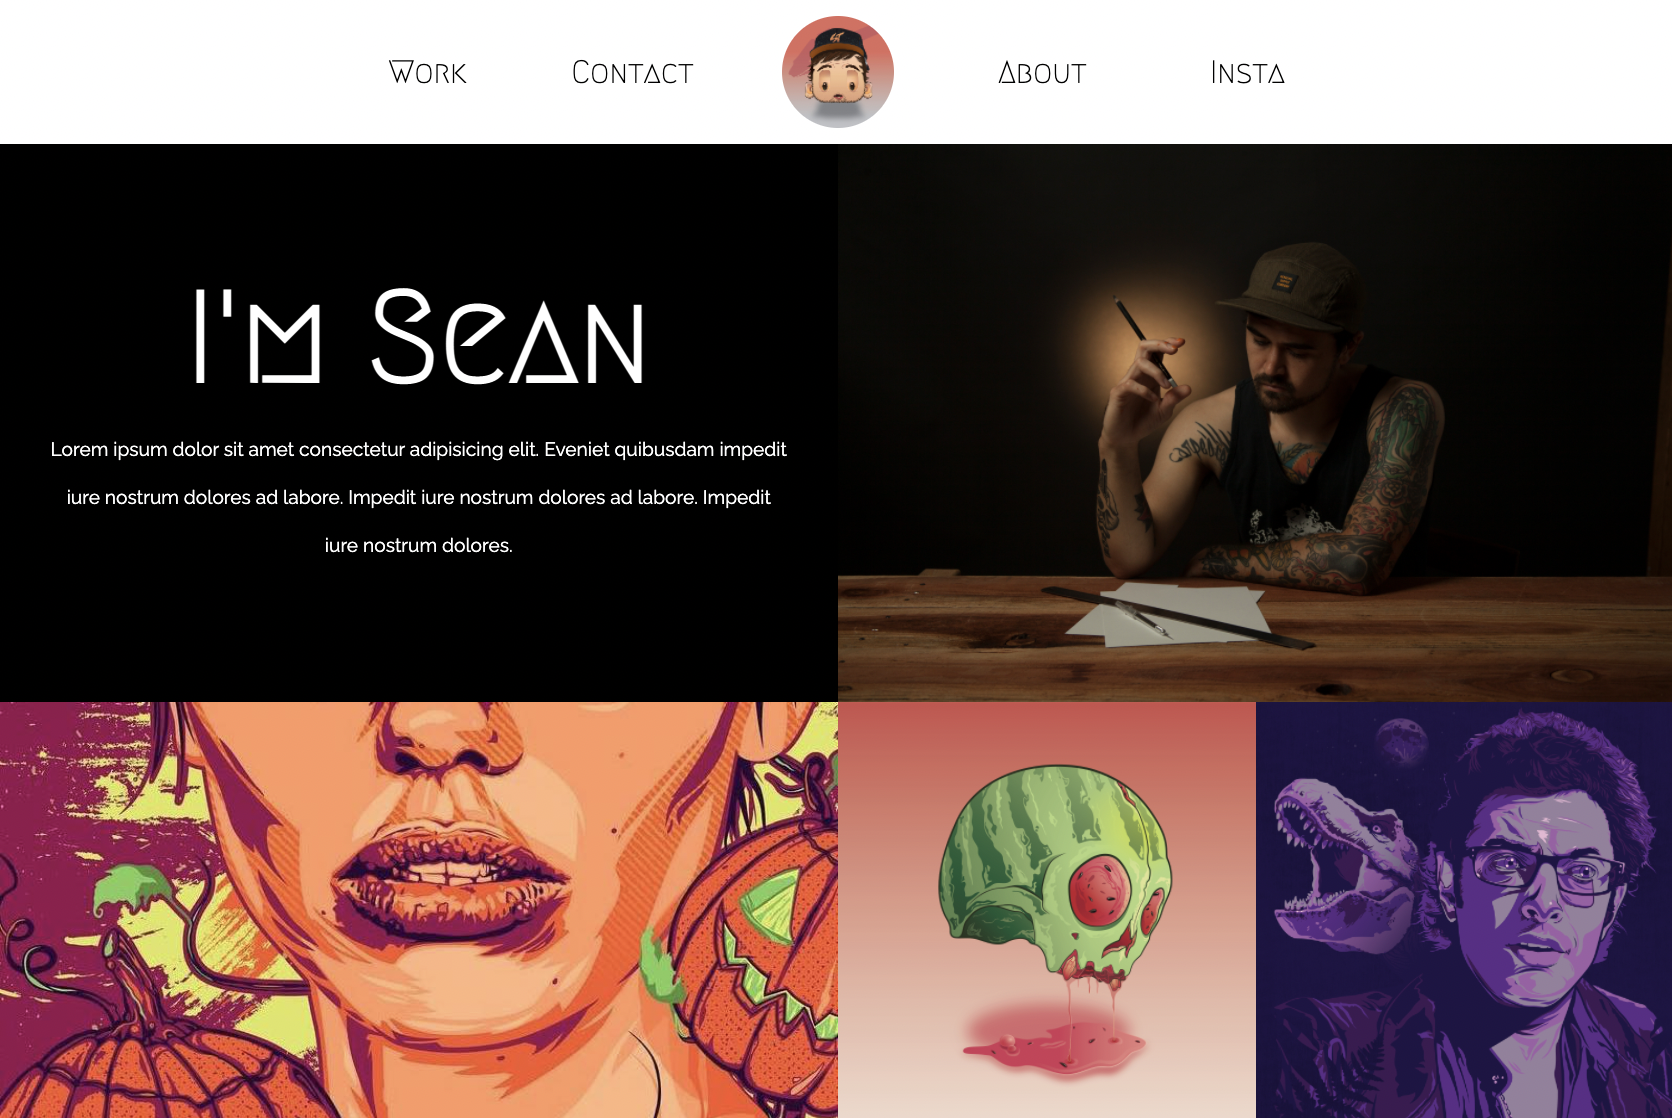 Work Contact About Insta
I'm Sean
Lorem ipsum dolor sit amet consectetur adipisicing elit. Eveniet quibusdam impedit
iure nostrum dolores ad labore. Impedit iure nostrum dolores ad labore. Impedit
iure nostrum dolores.